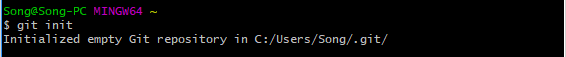 Song@Song-PC MINGW64 ~
$ git init
Initialized empty Git repository in C:/Users/Song/.git/